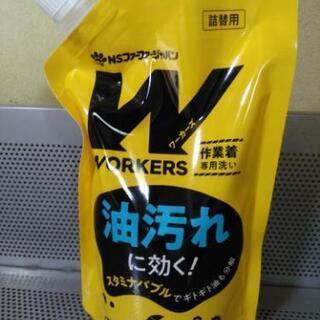 詰替用
NSファーファ・ジャパン
W
ワーカーズ
WORKERS
作業着
専用洗い
油汚れ
に効く!
スタミナバブルでギトギト油も分解